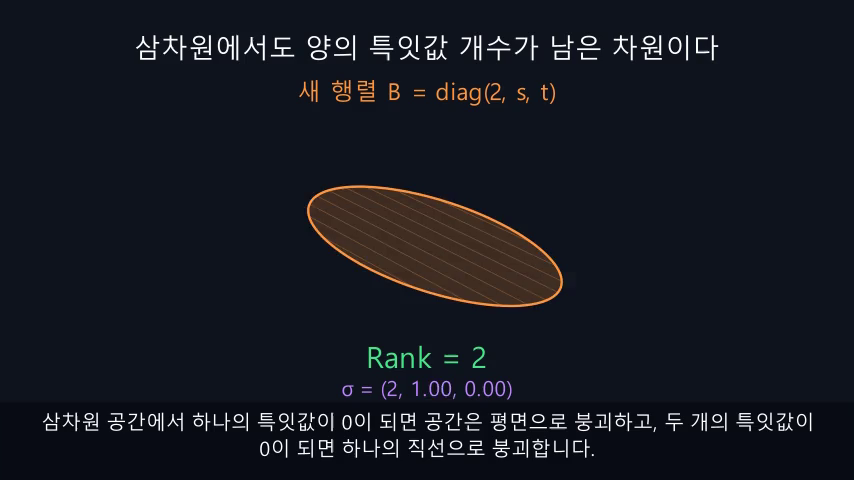 삼차원에서도 양의 특잇값 개수가 남은 차원이다
새 행렬 B = diag(2, s, t)
Rank = 2
σ = (2, 1.00, 0.00)
삼차원 공간에서 하나의 특잇값이 0이 되면 공간은 평면으로 붕괴하고, 두 개의 특잇값이
0이 되면 하나의 직선으로 붕괴합니다.